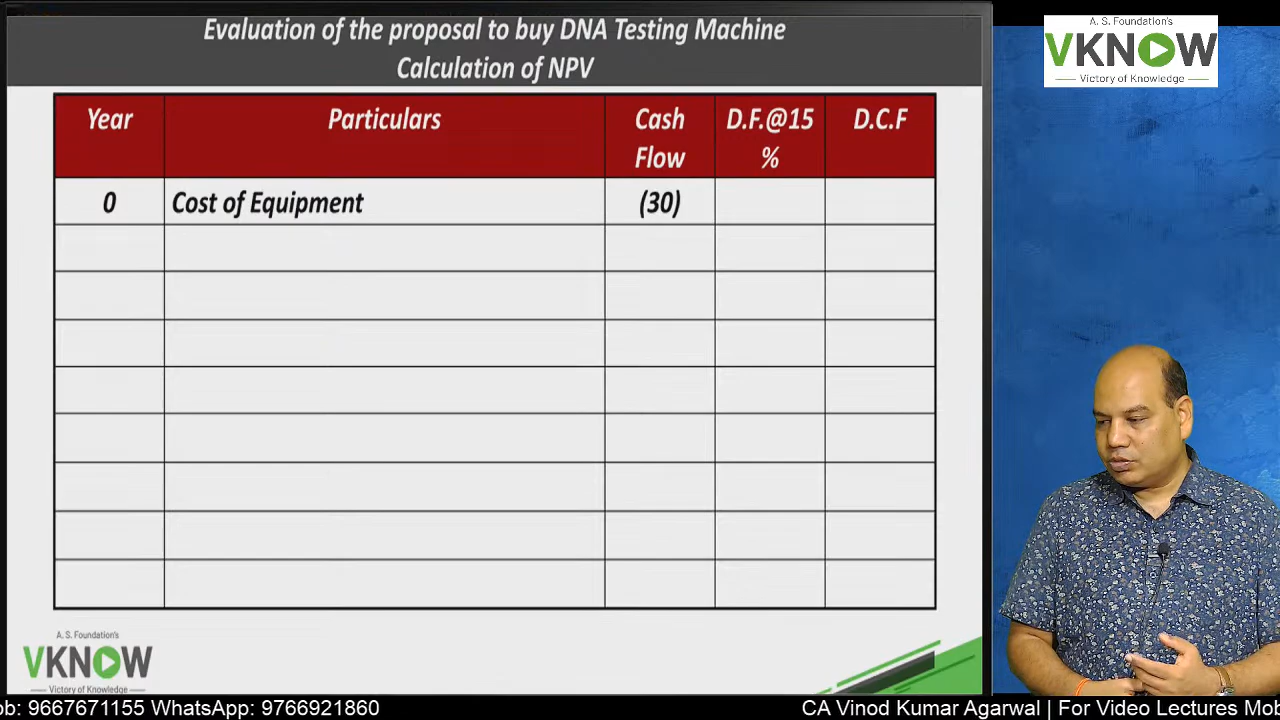 Evaluation of the proposal to buy DNA Testing Machine
Calculation of NPV
A. S. Foundation's
VKNOW
Victory of Knowledge
Year Particulars Cash Flow D.F.@15 % D.C.F
0 Cost of Equipment (30)
A. S. Foundation's
VKNOW
Victory of Knowledge
ob: 9667671155 WhatsApp: 9766921860 CA Vinod Kumar Agarwal | For Video Lectures Mob